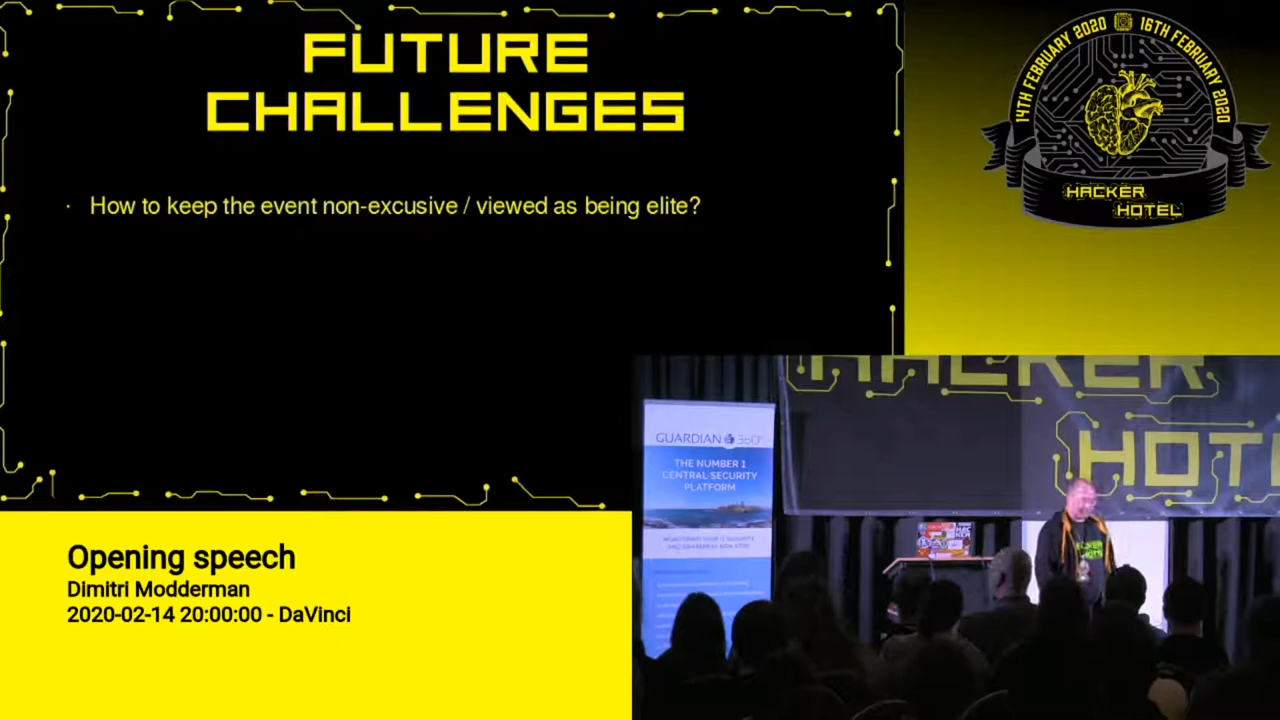 FUTURE
CHALLENGES
· How to keep the event non-excusive / viewed as being elite?
14TH FEBRUARY 2020
16TH FEBRUARY 2020
HACKER
HOTEL
Opening speech
Dimitri Modderman
2020-02-14 20:00:00 - DaVinci
HACKER
HOT
GUARDIAN 360°
THE NUMBER 1
CENTRAL SECURITY
PLATFORM